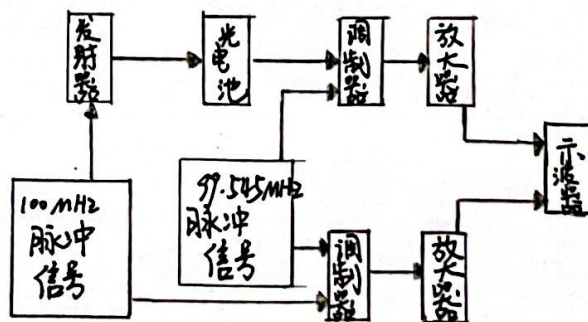 发射器
光电池
调制器
放大器
示波器
100MHz
脉冲
信号
99.545MHz
脉冲
信号
调制器
放大器